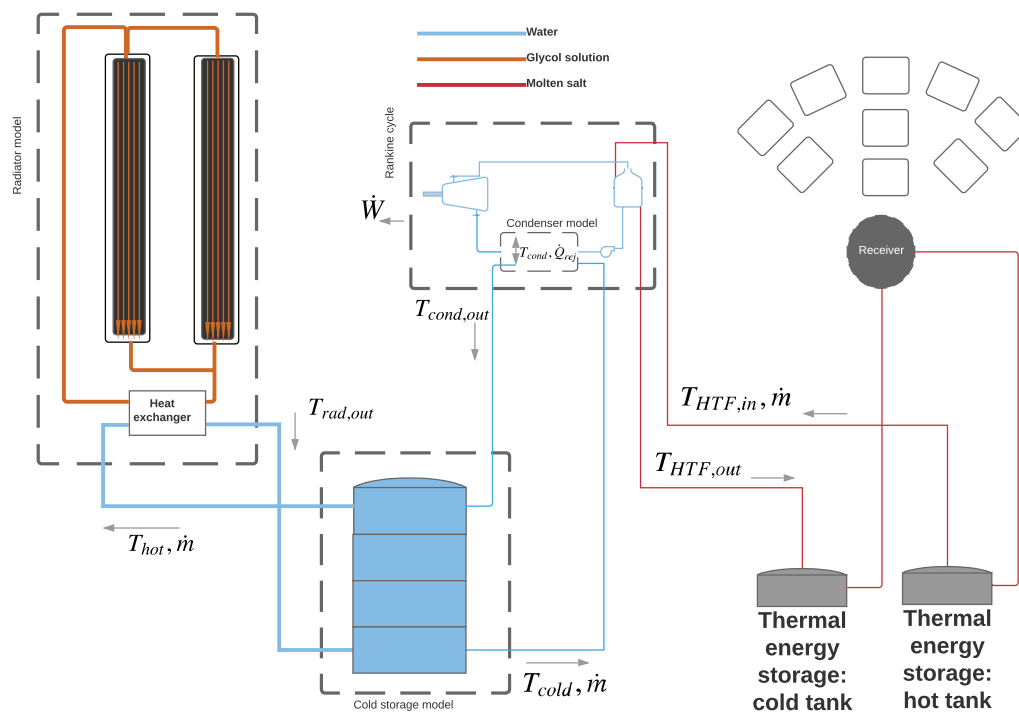 Water
Glycol solution
Molten salt
Radiator model
Rankine cycle
Ẇ
Condenser model
T_cond, Q̇_rej
T_cond,out
Receiver
Heat
exchanger
T_rad,out
T_HTF,in, ṁ
T_HTF,out
T_hot, ṁ
T_cold, ṁ
Cold storage model
Thermal
energy
storage:
cold tank
Thermal
energy
storage:
hot tank